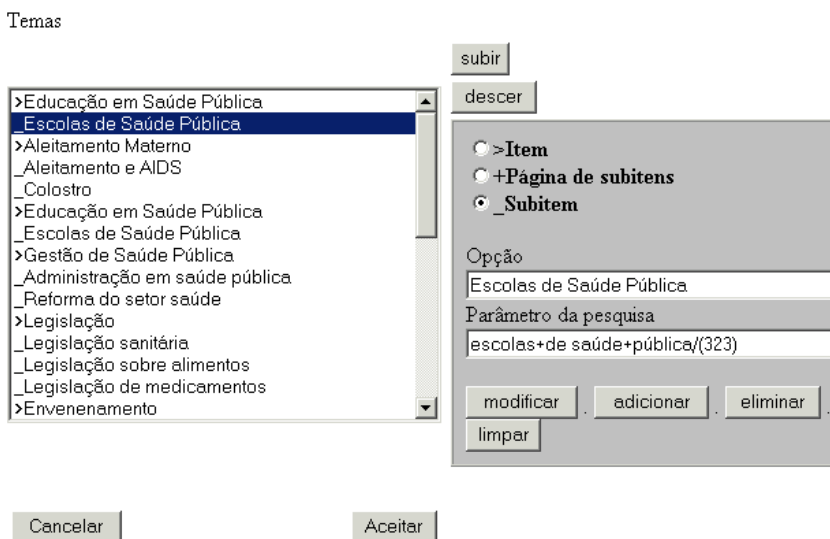 Temas
subir
descer
>Educação em Saúde Pública
_Escolas de Saúde Pública
>Aleitamento Materno
_Aleitamento e AIDS
_Colostro
>Educação em Saúde Pública
_Escolas de Saúde Pública
>Gestão de Saúde Pública
_Administração em saúde pública
_Reforma do setor saúde
>Legislação
_Legislação sanitária
_Legislação sobre alimentos
_Legislação de medicamentos
>Envenenamento
>Item
+Página de subitens
_Subitem
Opção
Escolas de Saúde Pública
Parâmetro da pesquisa
escolas+de saúde+pública/(323)
modificar . adicionar . eliminar .
limpar
Cancelar Aceitar